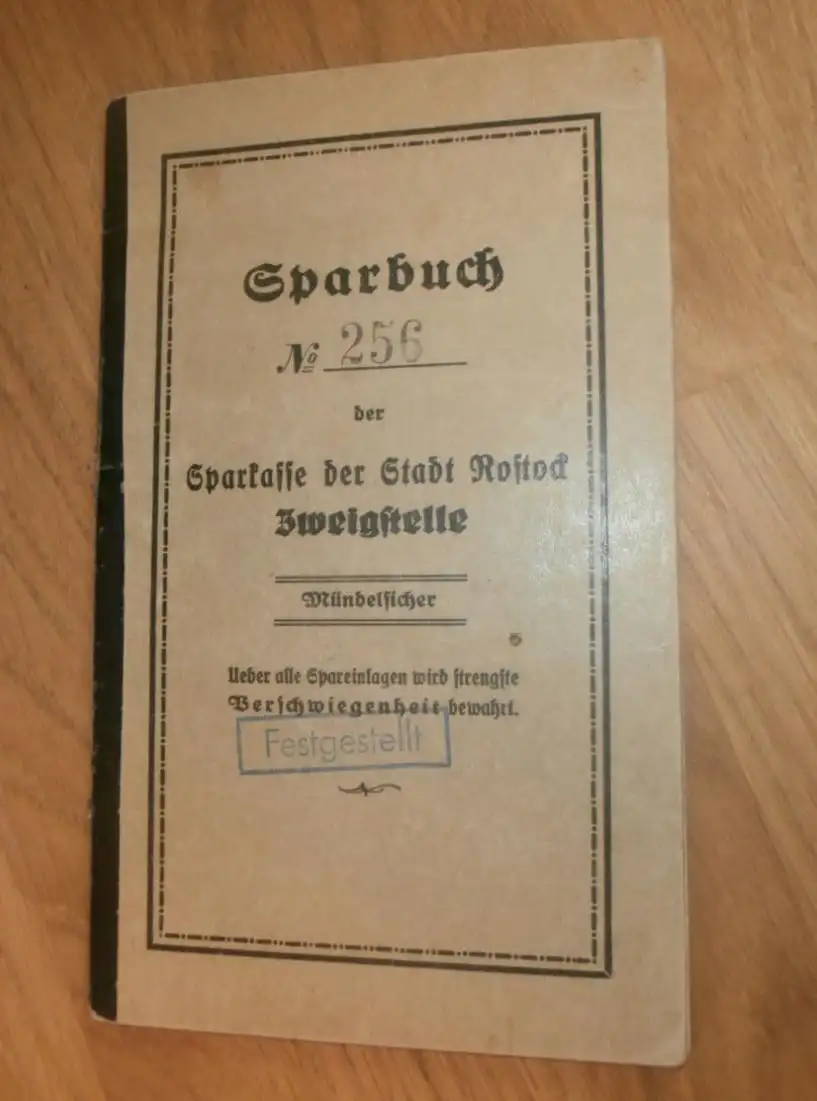 Sparbuch
№ 256
der
Sparkasse der Stadt Rostock
Zweigstelle
Mündelsicher
Ueber alle Spareinlagen wird strengste
Verschwiegenheit bewahrt.
Festgestellt